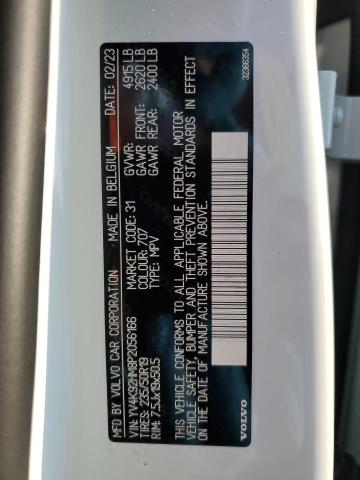 MFD BY VOLVO CAR CORPORATION MADE IN BELGIUM DATE: 02/23
VIN: YV4K92HM8P2056166 GVWR: 4915 LB
TIRES: 235/50R19 MARKET CODE: 31 GAWR FRONT: 2620 LB
RIM: 7.5Jx19x50.5 COLOUR: 707 GAWR REAR: 2400 LB
TYPE: MPV
THIS VEHICLE CONFORMS TO ALL APPLICABLE FEDERAL MOTOR
VEHICLE SAFETY, BUMPER AND THEFT PREVENTION STANDARDS IN EFFECT
ON THE DATE OF MANUFACTURE SHOWN ABOVE.
VOLVO 32366354